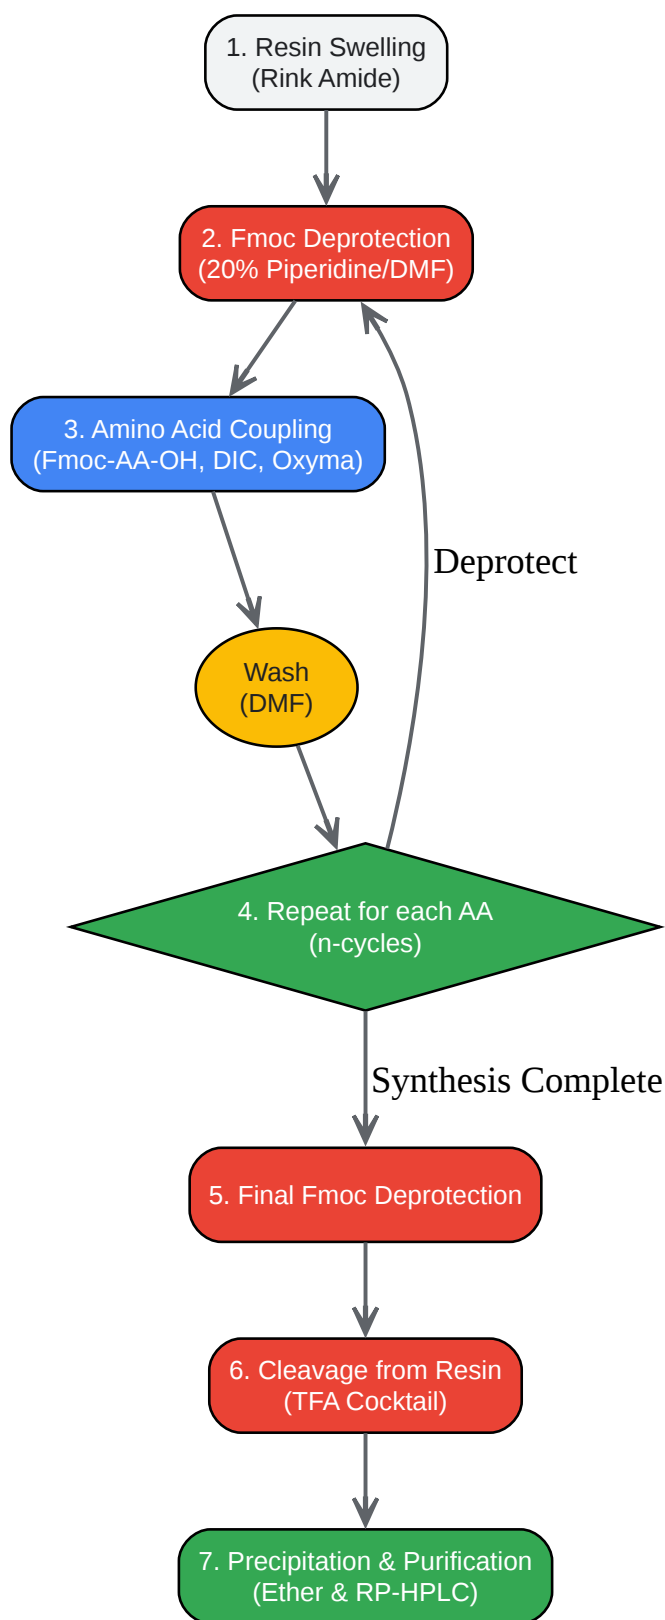 1. Resin Swelling
(Rink Amide)
2. Fmoc Deprotection
(20% Piperidine/DMF)
3. Amino Acid Coupling
(Fmoc-AA-OH, DIC, Oxyma)
Deprotect
Wash
(DMF)
4. Repeat for each AA
(n-cycles)
Synthesis Complete
5. Final Fmoc Deprotection
6. Cleavage from Resin
(TFA Cocktail)
7. Precipitation & Purification
(Ether & RP-HPLC)